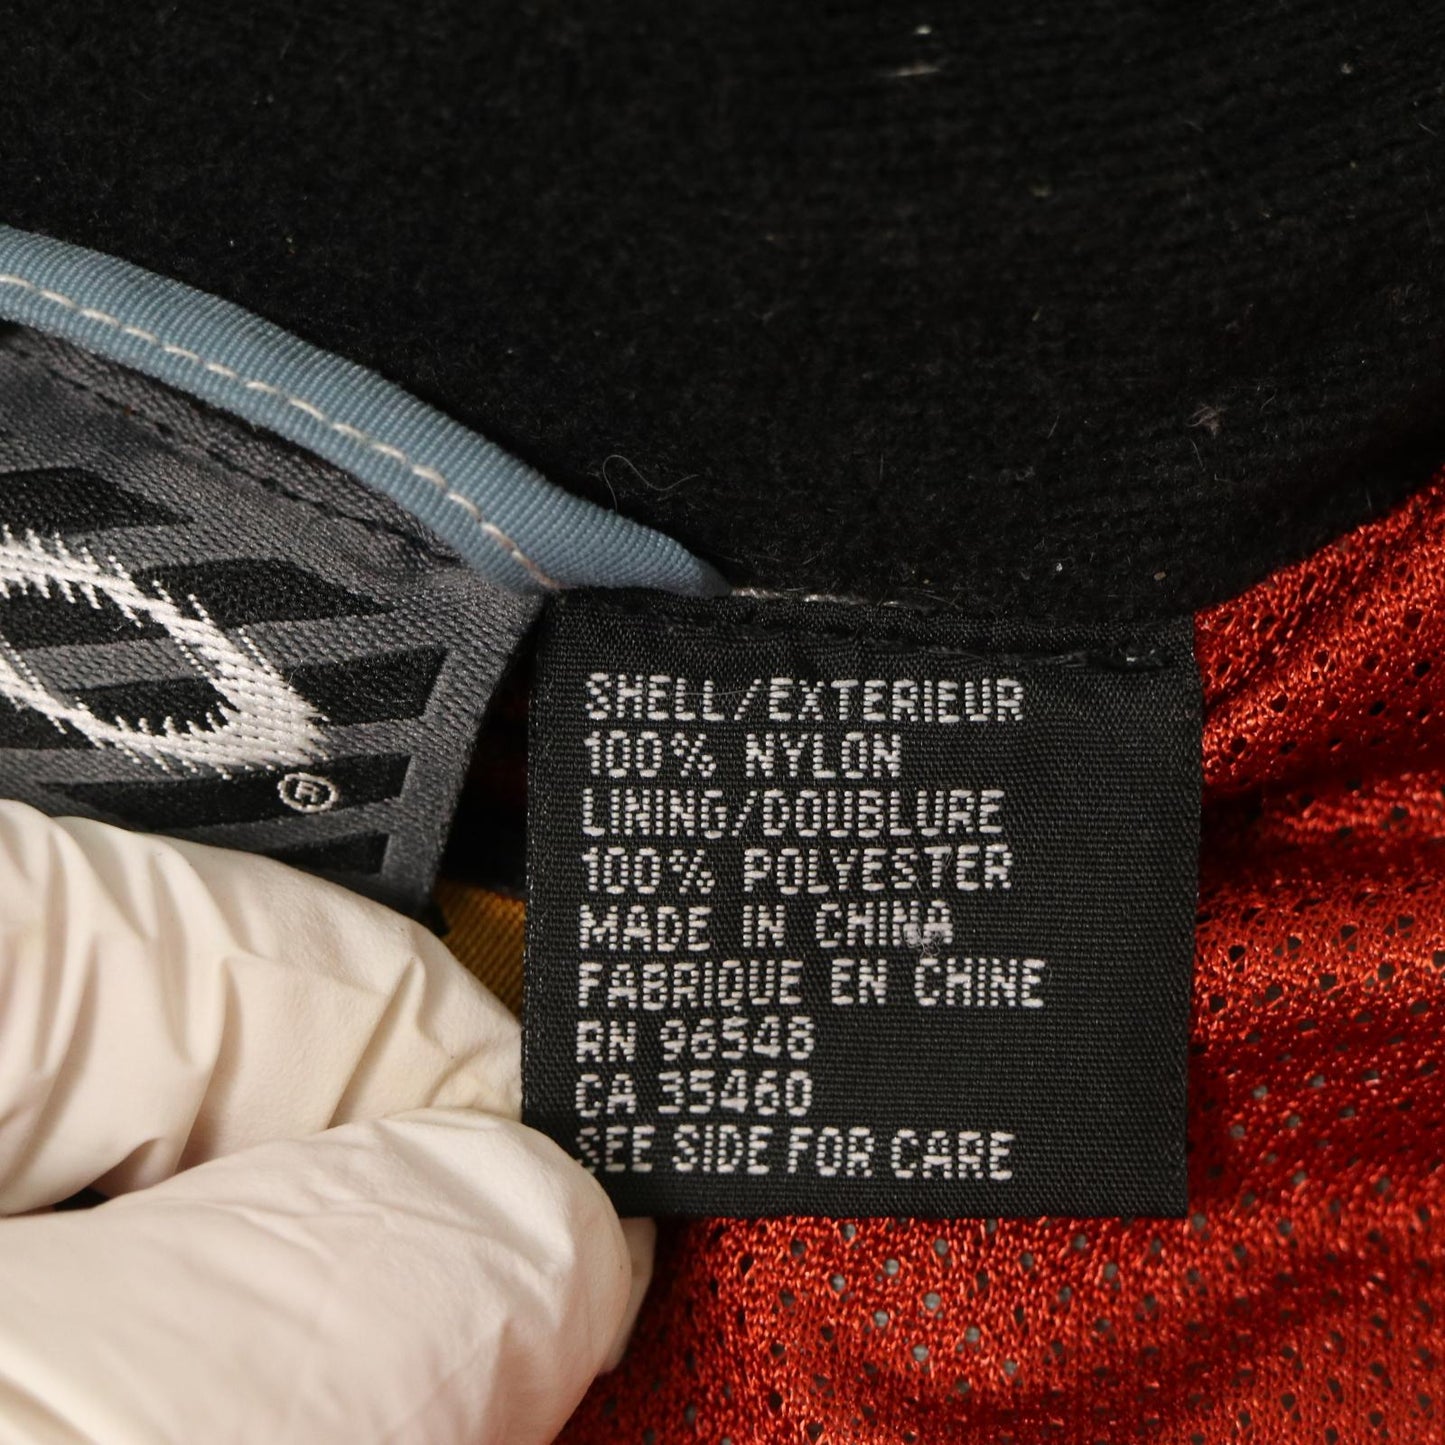 SHELL/EXTERIEUR
100% NYLON
LINING/DOUBLURE
100% POLYESTER
MADE IN CHINA
FABRIQUE EN CHINE
RN 96548
CA 35460
SEE SIDE FOR CARE
®